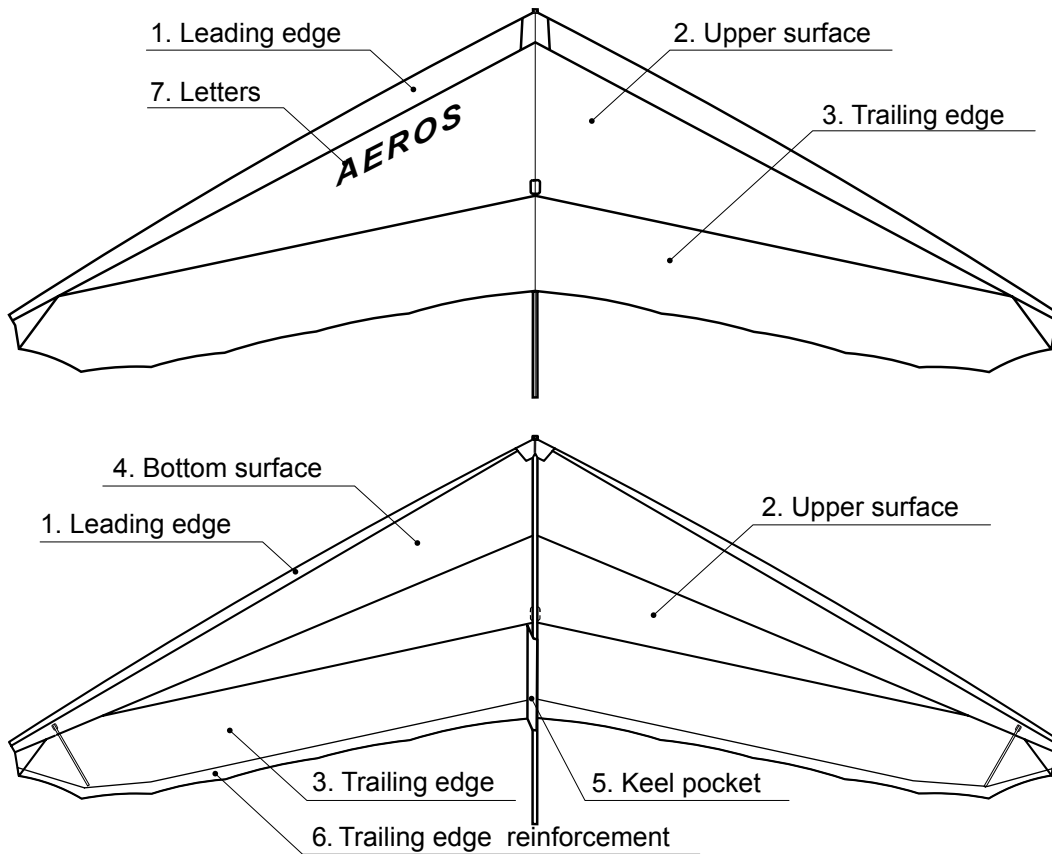 1. Leading edge
2. Upper surface
7. Letters
3. Trailing edge
AEROS
4. Bottom surface
1. Leading edge
2. Upper surface
3. Trailing edge
5. Keel pocket
6. Trailing edge reinforcement